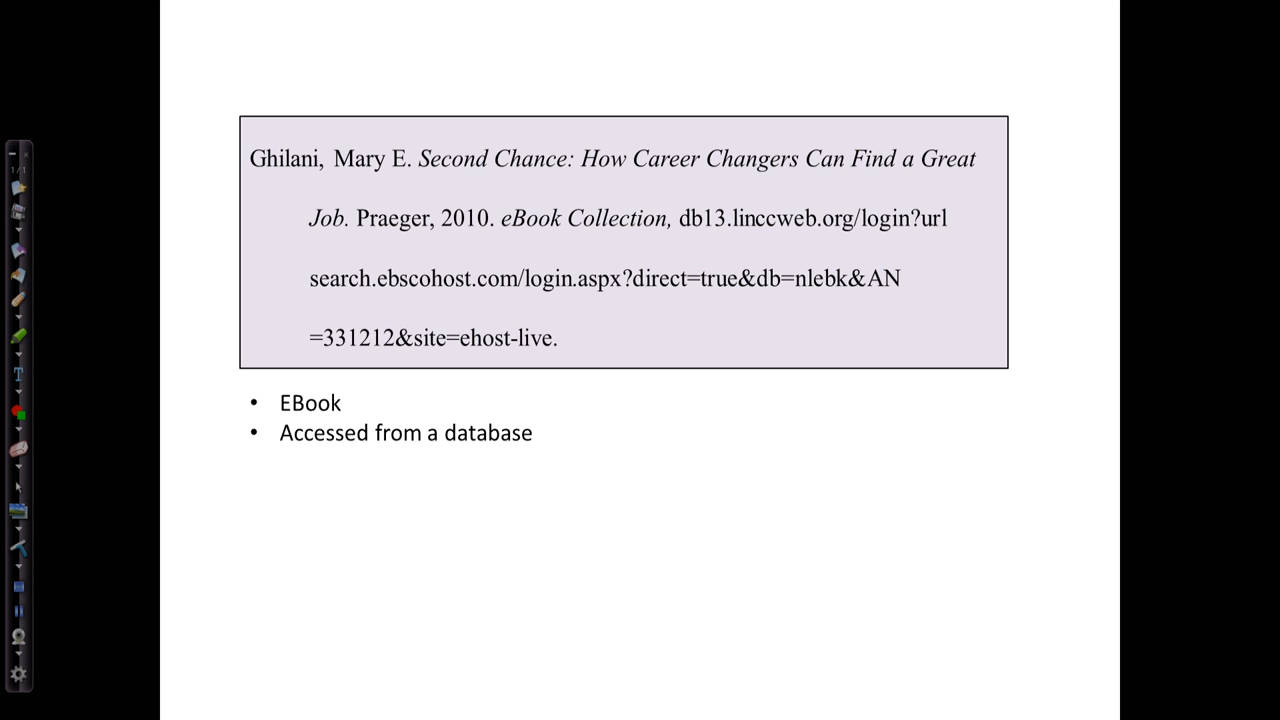 1/1
Ghilani, Mary E. Second Chance: How Career Changers Can Find a Great
Job. Praeger, 2010. eBook Collection, db13.linccweb.org/login?url
search.ebscohost.com/login.aspx?direct=true&db=nlebk&AN
=331212&site=ehost-live.
• EBook
• Accessed from a database